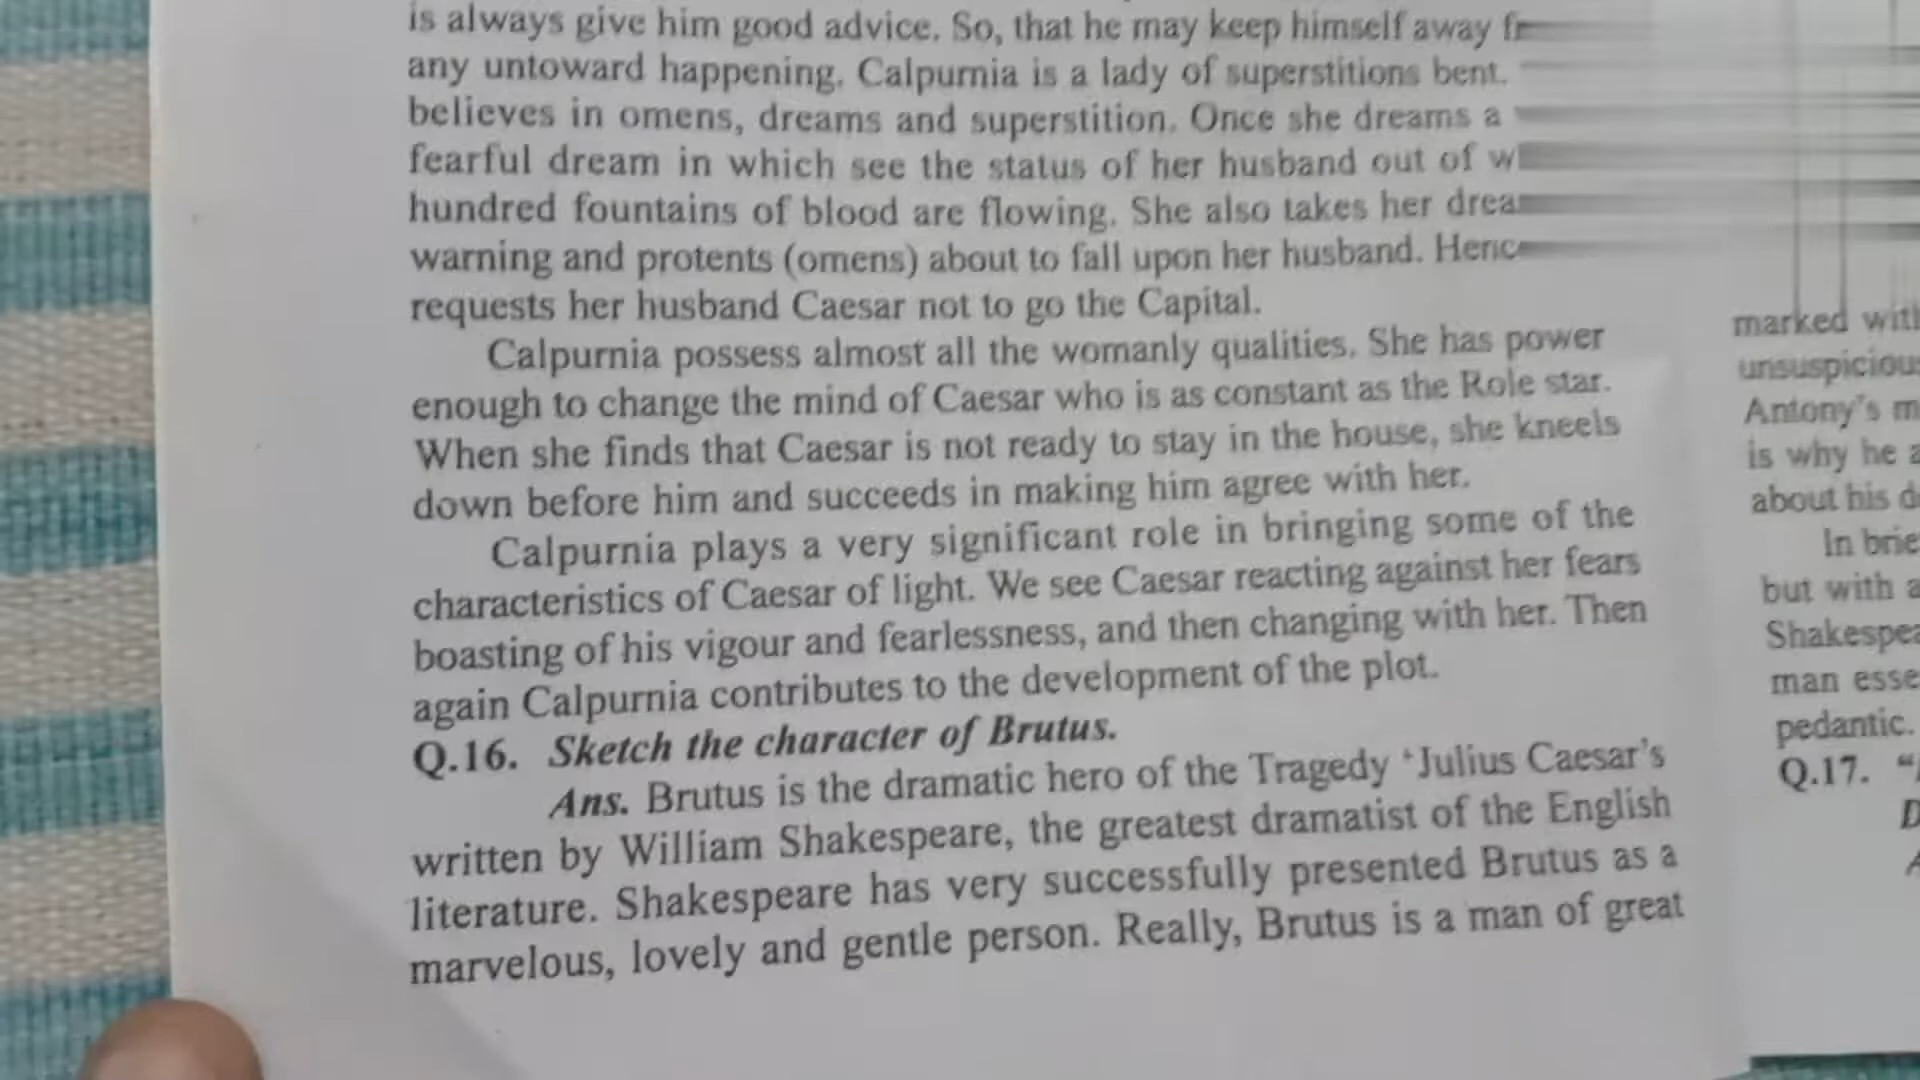 is always give him good advice. So, that he may keep himself away
any untoward happening. Calpurnia is a lady of superstitions bent.
believes in omens, dreams and superstition. Once she dreams a
fearful dream in which see the status of her husband out of
hundred fountains of blood are flowing. She also takes her
warning and protents (omens) about to fall upon her husband.
requests her husband Caesar not to go the Capital.
Calpurnia possess almost all the womanly qualities. She has power
enough to change the mind of Caesar who is as constant as the Role star.
When she finds that Caesar is not ready to stay in the house, she kneels
down before him and succeeds in making him agree with her.
Calpurnia plays a very significant role in bringing some of the
characteristics of Caesar of light. We see Caesar reacting against her fears
boasting of his vigour and fearlessness, and then changing with her. Then
again Calpurnia contributes to the development of the plot.
Q.16. Sketch the character of Brutus.
Ans. Brutus is the dramatic hero of the Tragedy 'Julius Caesar's
written by William Shakespeare, the greatest dramatist of the English
literature. Shakespeare has very successfully presented Brutus as a
marvelous, lovely and gentle person. Really, Brutus is a man of great
marked with
unsuspicious
Antony's
is why he
about his
In
but with
man
pedantic.
Q.17.